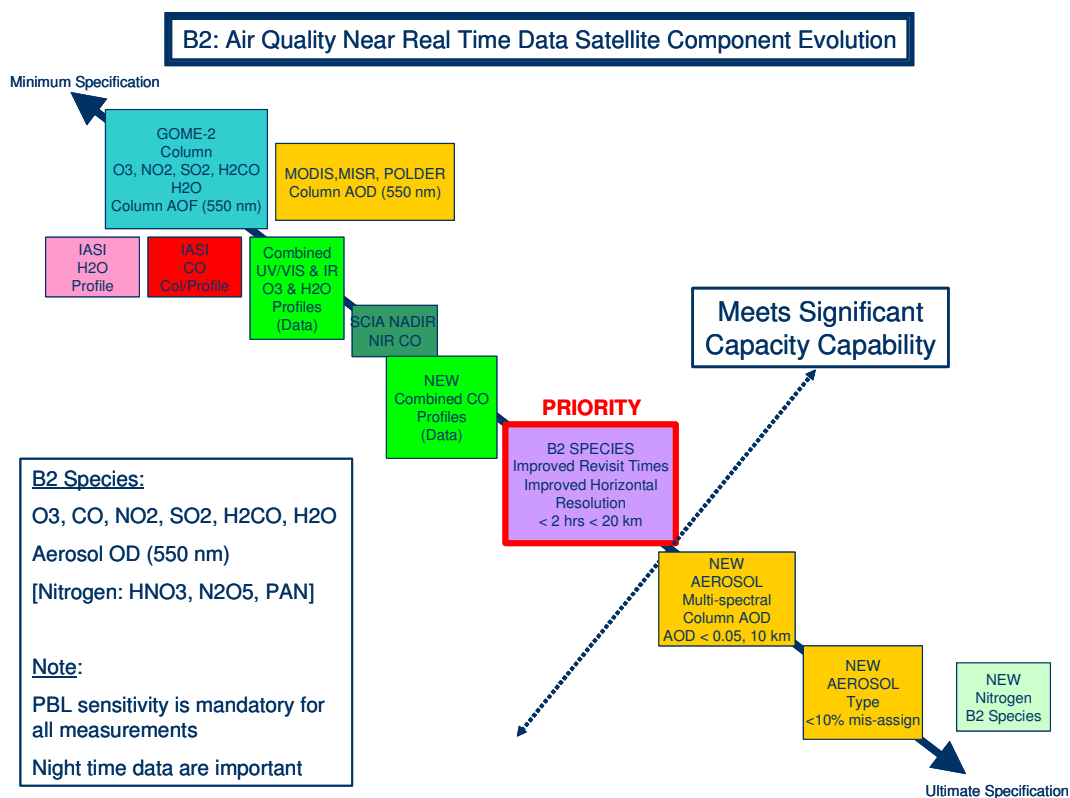 B2: Air Quality Near Real Time Data Satellite Component Evolution
Minimum Specification
GOME-2
Column
O3, NO2, SO2, H2CO
H2O
Column AOF (550 nm)
MODIS,MISR, POLDER
Column AOD (550 nm)
IASI
H2O
Profile
IASI
CO
Col/Profile
Combined
UV/VIS & IR
O3 & H2O
Profiles
(Data)
SCIA NADIR
NIR CO
NEW
Combined CO
Profiles
(Data)
Meets Significant
Capacity Capability
PRIORITY
B2 SPECIES
Improved Revisit Times
Improved Horizontal
Resolution
< 2 hrs < 20 km
B2 Species:
O3, CO, NO2, SO2, H2CO, H2O
Aerosol OD (550 nm)
[Nitrogen: HNO3, N2O5, PAN]
Note:
PBL sensitivity is mandatory for
all measurements
Night time data are important
NEW
AEROSOL
Multi-spectral
Column AOD
AOD < 0.05, 10 km
NEW
AEROSOL
Type
<10% mis-assign
NEW
Nitrogen
B2 Species
Ultimate Specification